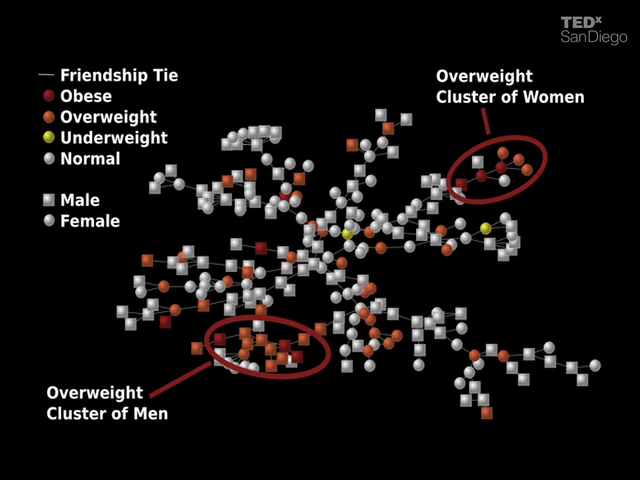 TEDx
SanDiego
Friendship Tie
Obese
Overweight
Underweight
Normal
Male
Female
Overweight
Cluster of Women
Overweight
Cluster of Men